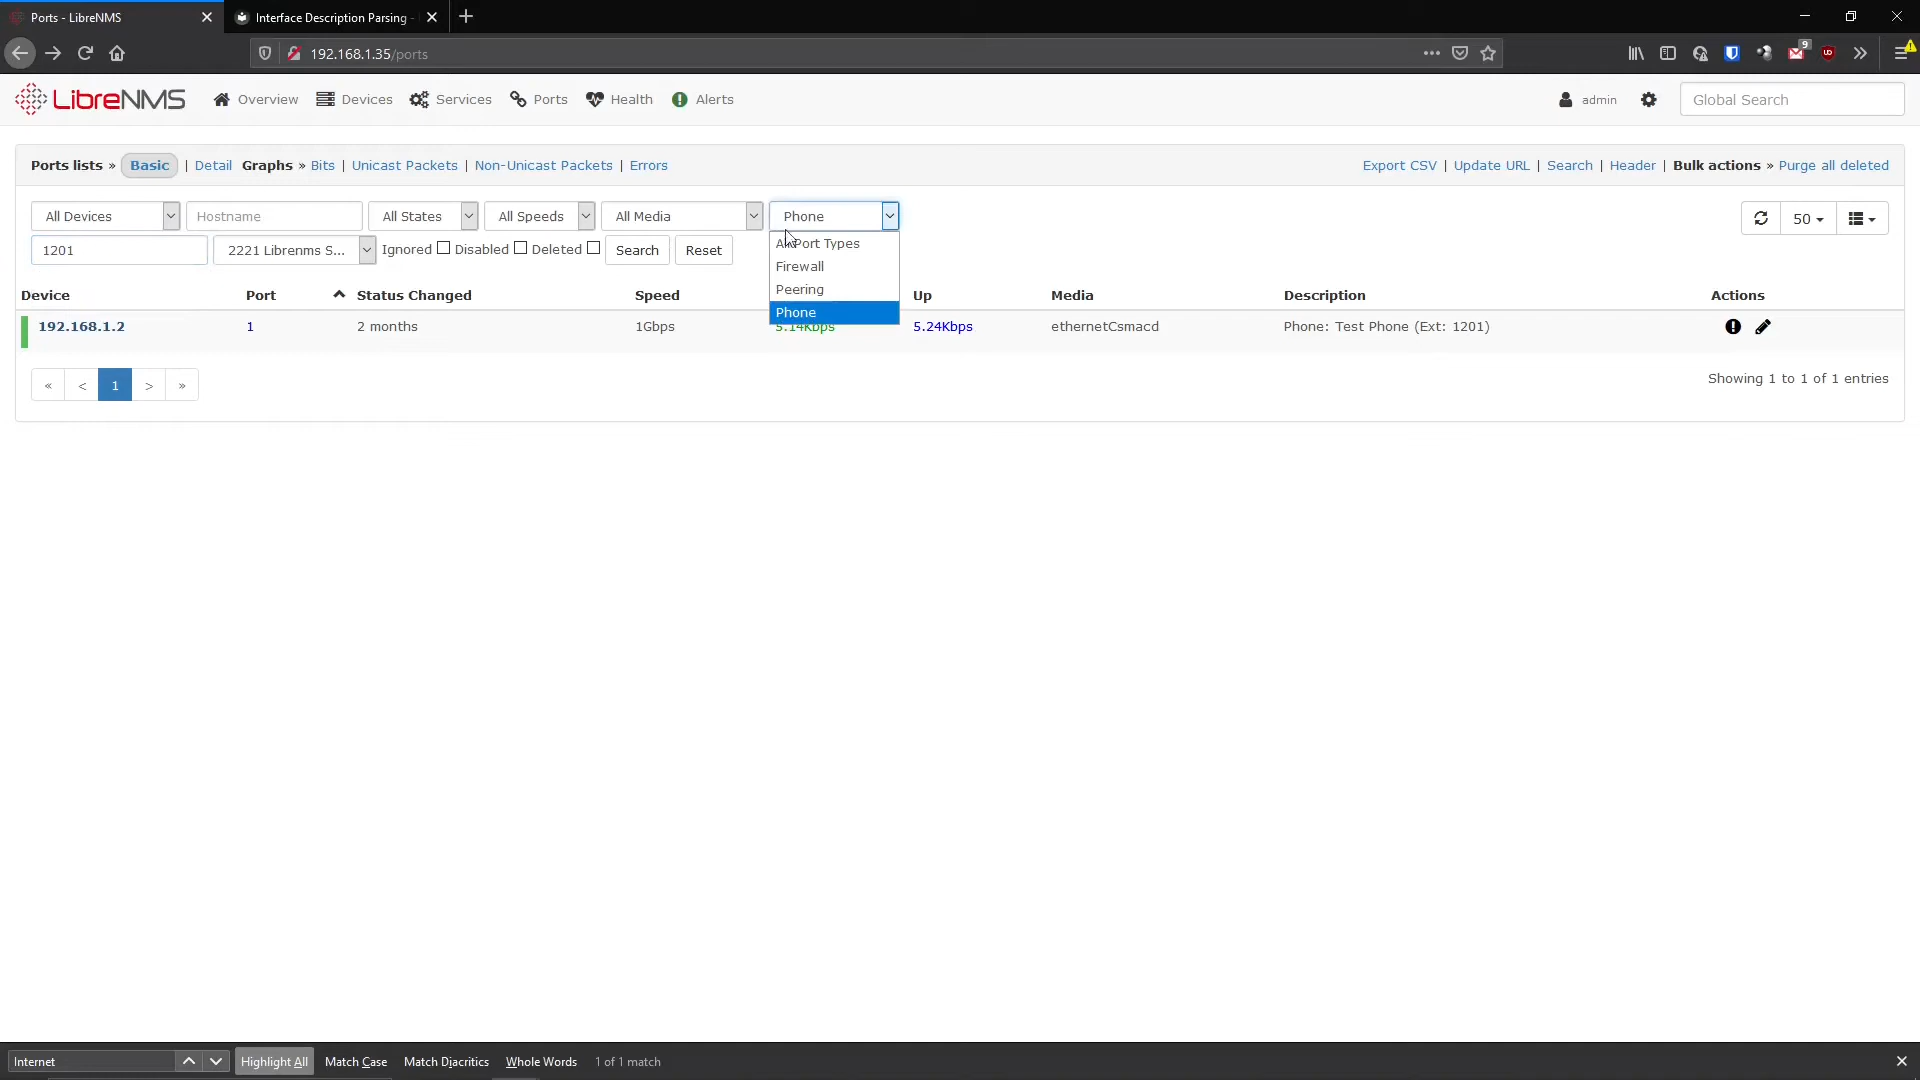 Ports - LibreNMS
Interface Description Parsing -
192.168.1.35/ports
9
LibreNMS Overview Devices Services Ports Health Alerts admin Global Search
Ports lists » Basic | Detail Graphs » Bits | Unicast Packets | Non-Unicast Packets | Errors Export CSV | Update URL | Search | Header | Bulk actions » Purge all deleted
All Devices Hostname All States All Speeds All Media Phone 50
1201 2221 Librenms S... Ignored Disabled Deleted Search Reset
All Port Types
Firewall
Peering
Phone
Device Port Status Changed Speed Up Media Description Actions
192.168.1.2 1 2 months 1Gbps 5.14Kbps 5.24Kbps ethernetCsmacd Phone: Test Phone (Ext: 1201)
« < 1 > » Showing 1 to 1 of 1 entries
Internet Highlight All Match Case Match Diacritics Whole Words 1 of 1 match